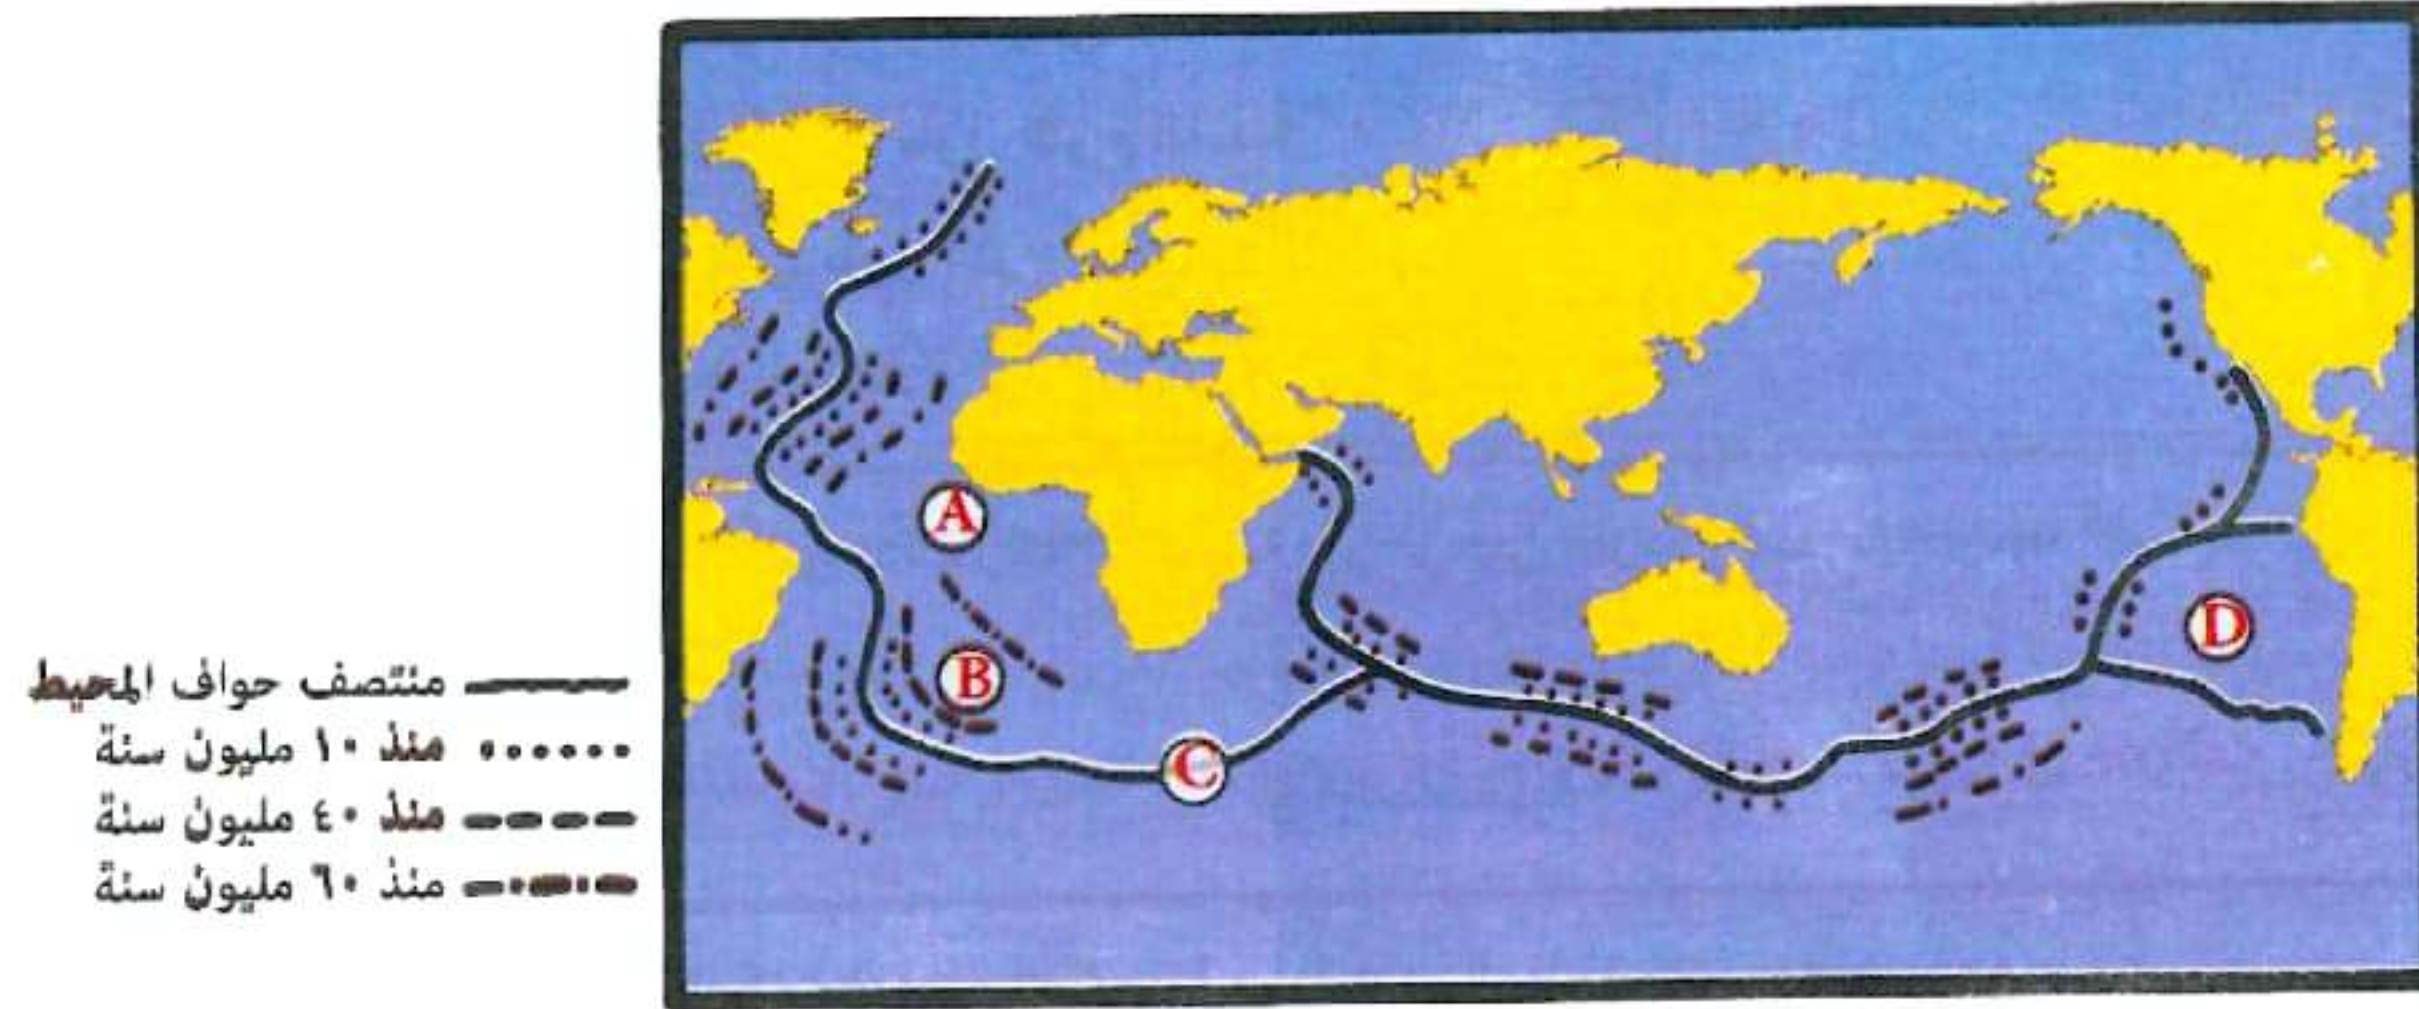 منتصف حواف المحيط
منذ ١٠ مليون سنة
منذ ٤٠ مليون سنة
منذ ٦٠ مليون سنة
A
B
C
D